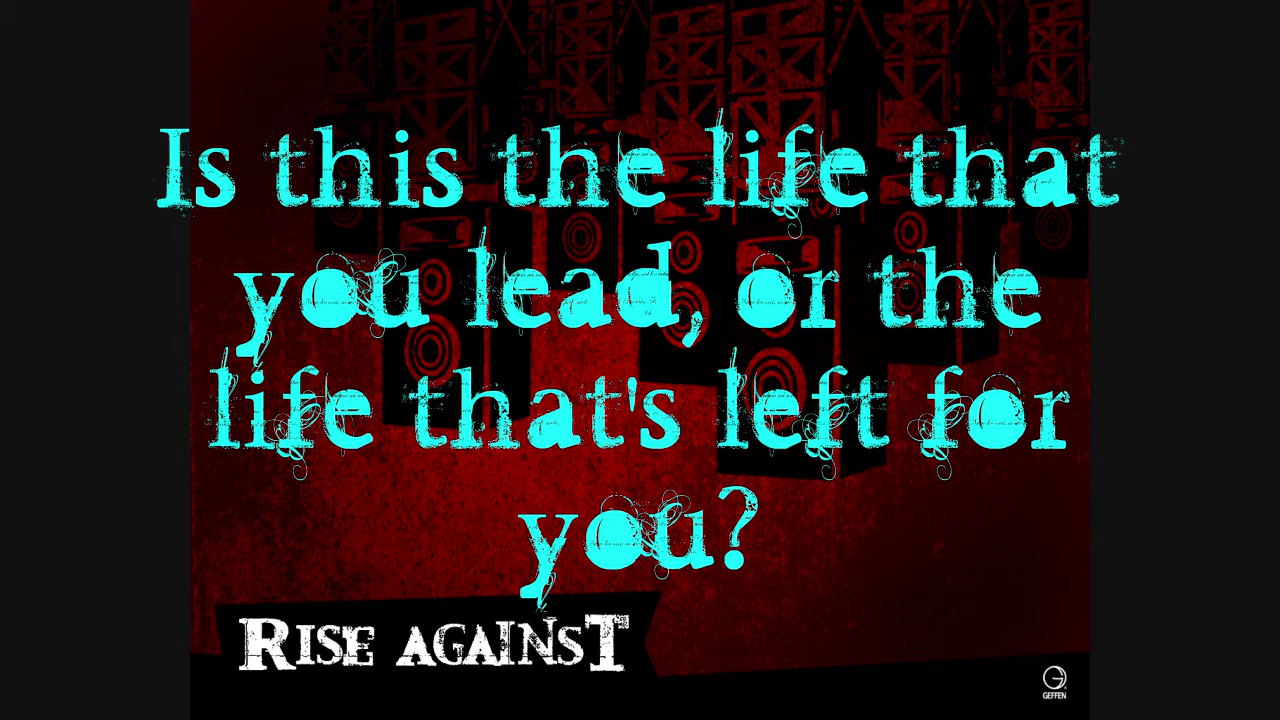 Is this the life that
you lead, or the
life that's left for
you?
RISE AGAINST
GEFFEN